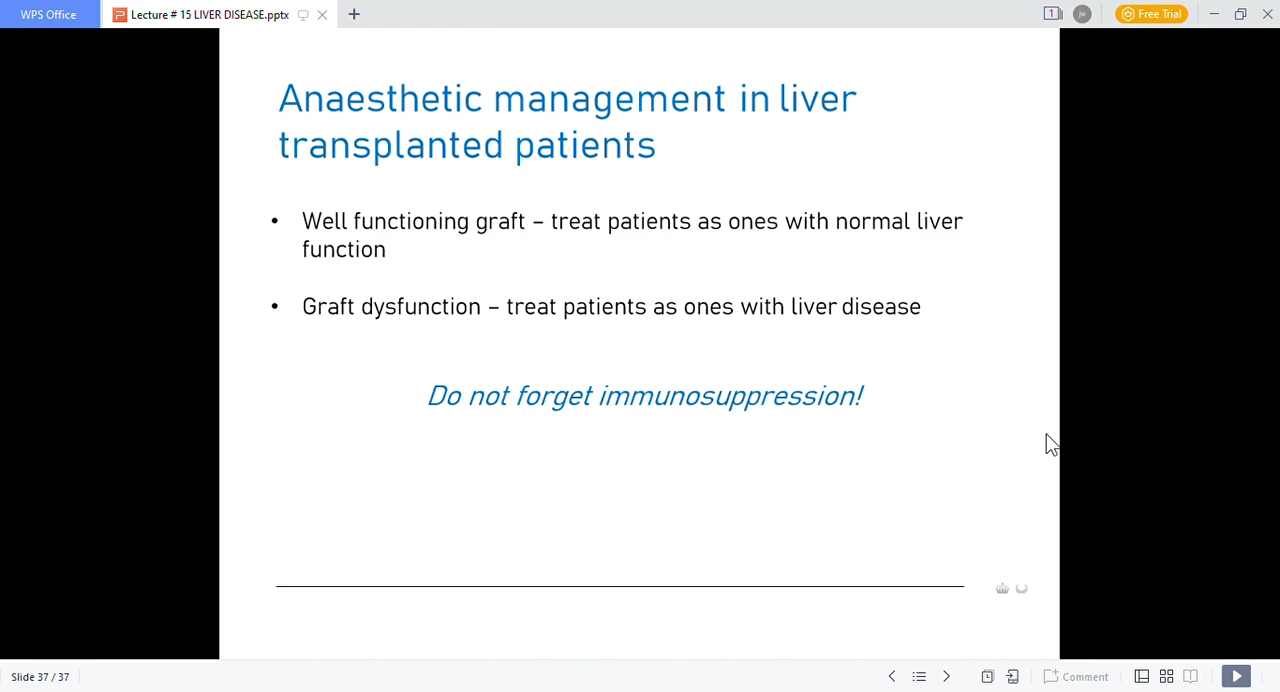 WPS Office
Lecture # 15 LIVER DISEASE.pptx
1
jw
Free Trial
Anaesthetic management in liver
transplanted patients
• Well functioning graft – treat patients as ones with normal liver
function
• Graft dysfunction – treat patients as ones with liver disease
Do not forget immunosuppression!
Slide 37 / 37
Comment